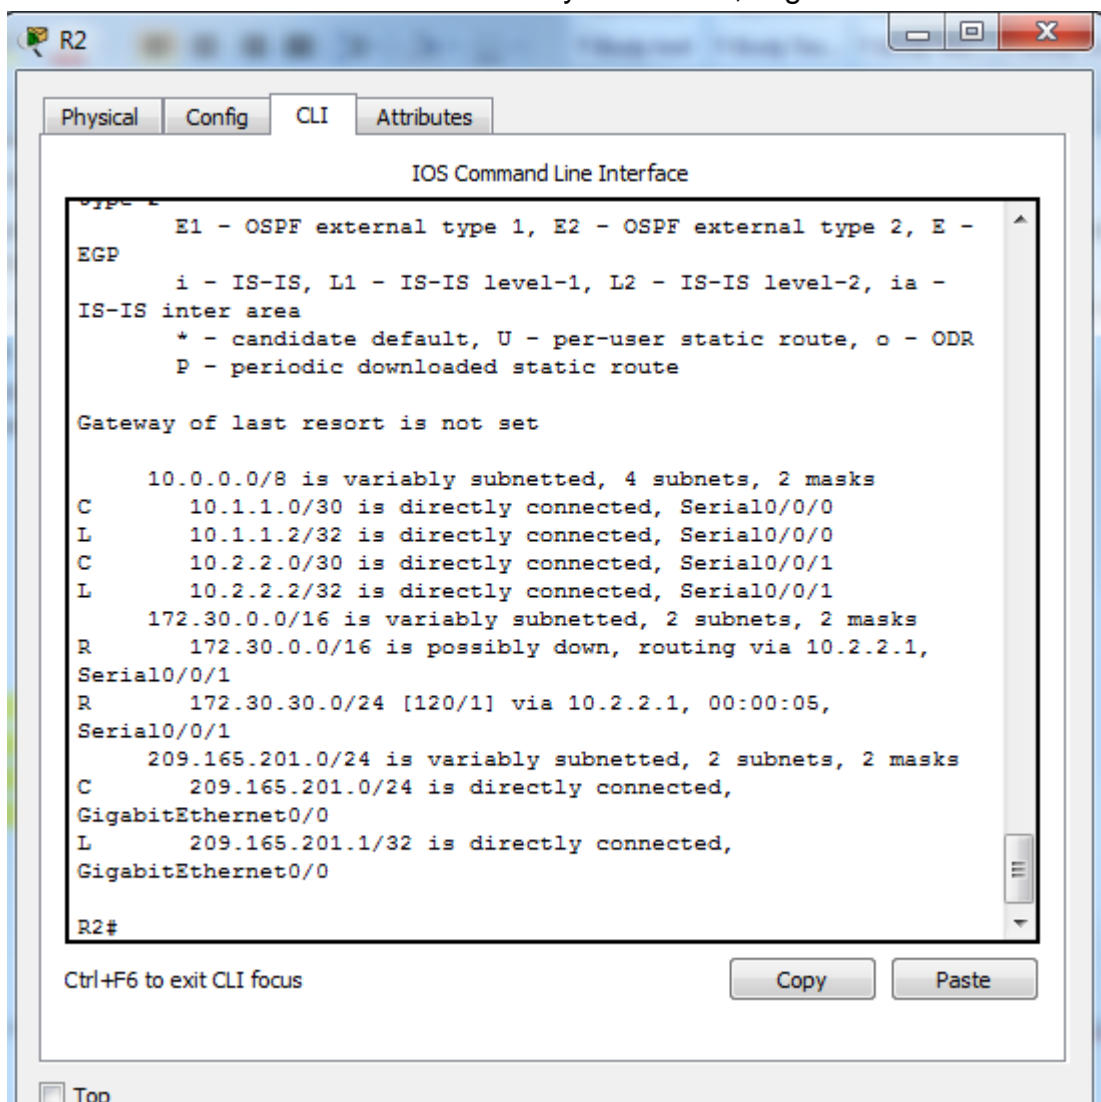 R2
Physical Config CLI Attributes
IOS Command Line Interface
E1 - OSPF external type 1, E2 - OSPF external type 2, E -
EGP
i - IS-IS, L1 - IS-IS level-1, L2 - IS-IS level-2, ia -
IS-IS inter area
* - candidate default, U - per-user static route, o - ODR
P - periodic downloaded static route
Gateway of last resort is not set
10.0.0.0/8 is variably subnetted, 4 subnets, 2 masks
C 10.1.1.0/30 is directly connected, Serial0/0/0
L 10.1.1.2/32 is directly connected, Serial0/0/0
C 10.2.2.0/30 is directly connected, Serial0/0/1
L 10.2.2.2/32 is directly connected, Serial0/0/1
172.30.0.0/16 is variably subnetted, 2 subnets, 2 masks
R 172.30.0.0/16 is possibly down, routing via 10.2.2.1,
Serial0/0/1
R 172.30.30.0/24 [120/1] via 10.2.2.1, 00:00:05,
Serial0/0/1
209.165.201.0/24 is variably subnetted, 2 subnets, 2 masks
C 209.165.201.0/24 is directly connected,
GigabitEthernet0/0
L 209.165.201.1/32 is directly connected,
GigabitEthernet0/0
R2#
Ctrl+F6 to exit CLI focus Copy Paste
Top